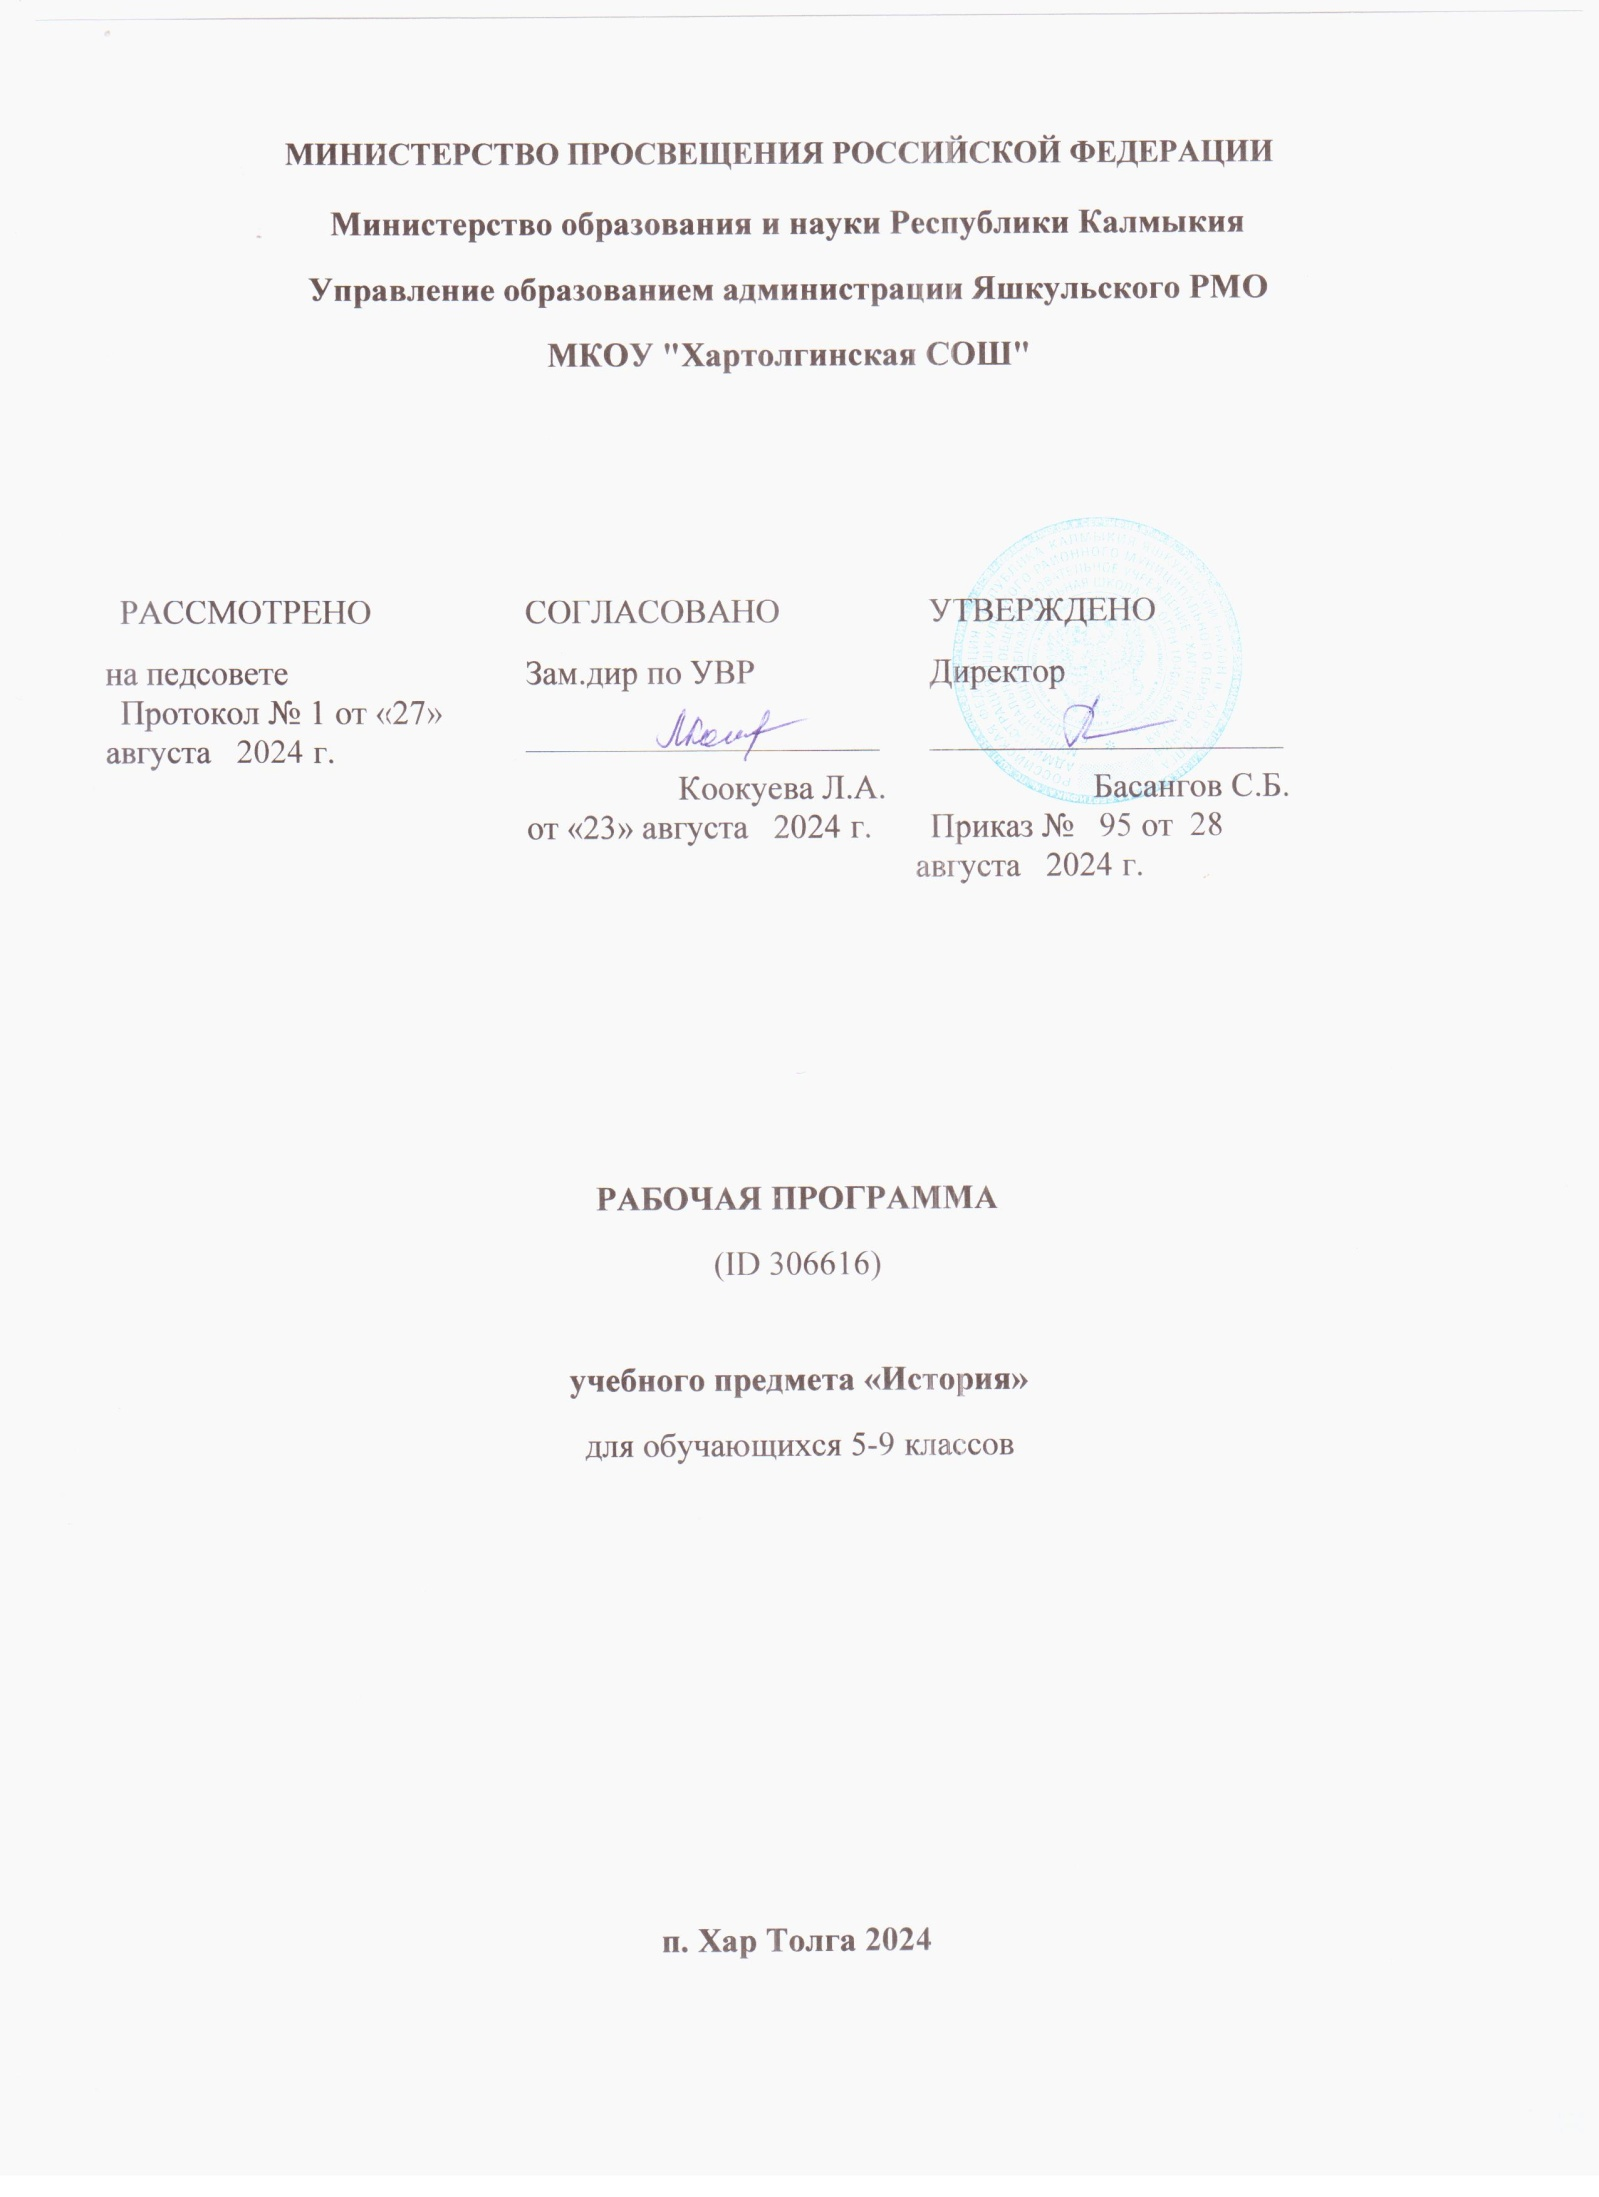 МИНИСТЕРСТВО ПРОСВЕЩЕНИЯ РОССИЙСКОЙ ФЕДЕРАЦИИ
Министерство образования и науки Республики Калмыкия
Управление образованием администрации Яшкульского РМО
МКОУ "Хартолгинская СОШ"
РАССМОТРЕНО
на педсовете
Протокол № 1 от «27»
августа 2024 г.
СОГЛАСОВАНО
Зам.дир по УВР
Коокуева Л.А.
от «23» августа 2024 г.
УТВЕРЖДЕНО
Директор
Басангов С.Б.
Приказ № 95 от 28
августа 2024 г.
РАБОЧАЯ ПРОГРАММА
(ID 306616)
учебного предмета «История»
для обучающихся 5-9 классов
п. Хар Толга 2024